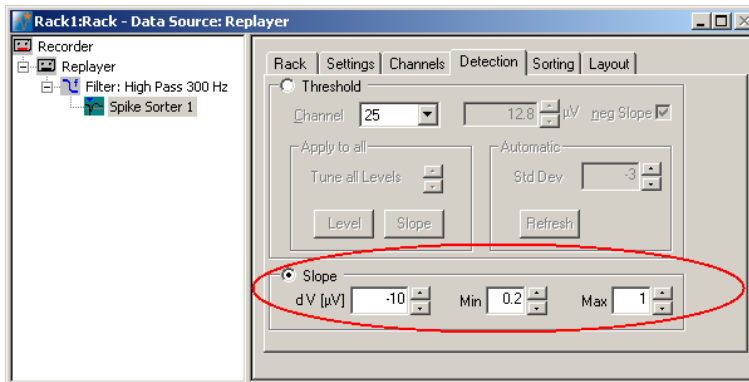 Rack1:Rack - Data Source: Replayer
Recorder
Replayer
Filter: High Pass 300 Hz
Spike Sorter 1
Rack Settings Channels Detection Sorting Layout
Threshold
Channel 25 12.8 µV neg Slope
Apply to all Automatic
Tune all Levels Std Dev -3
Level Slope Refresh
Slope
d V [µV] -10 Min 0.2 Max 1